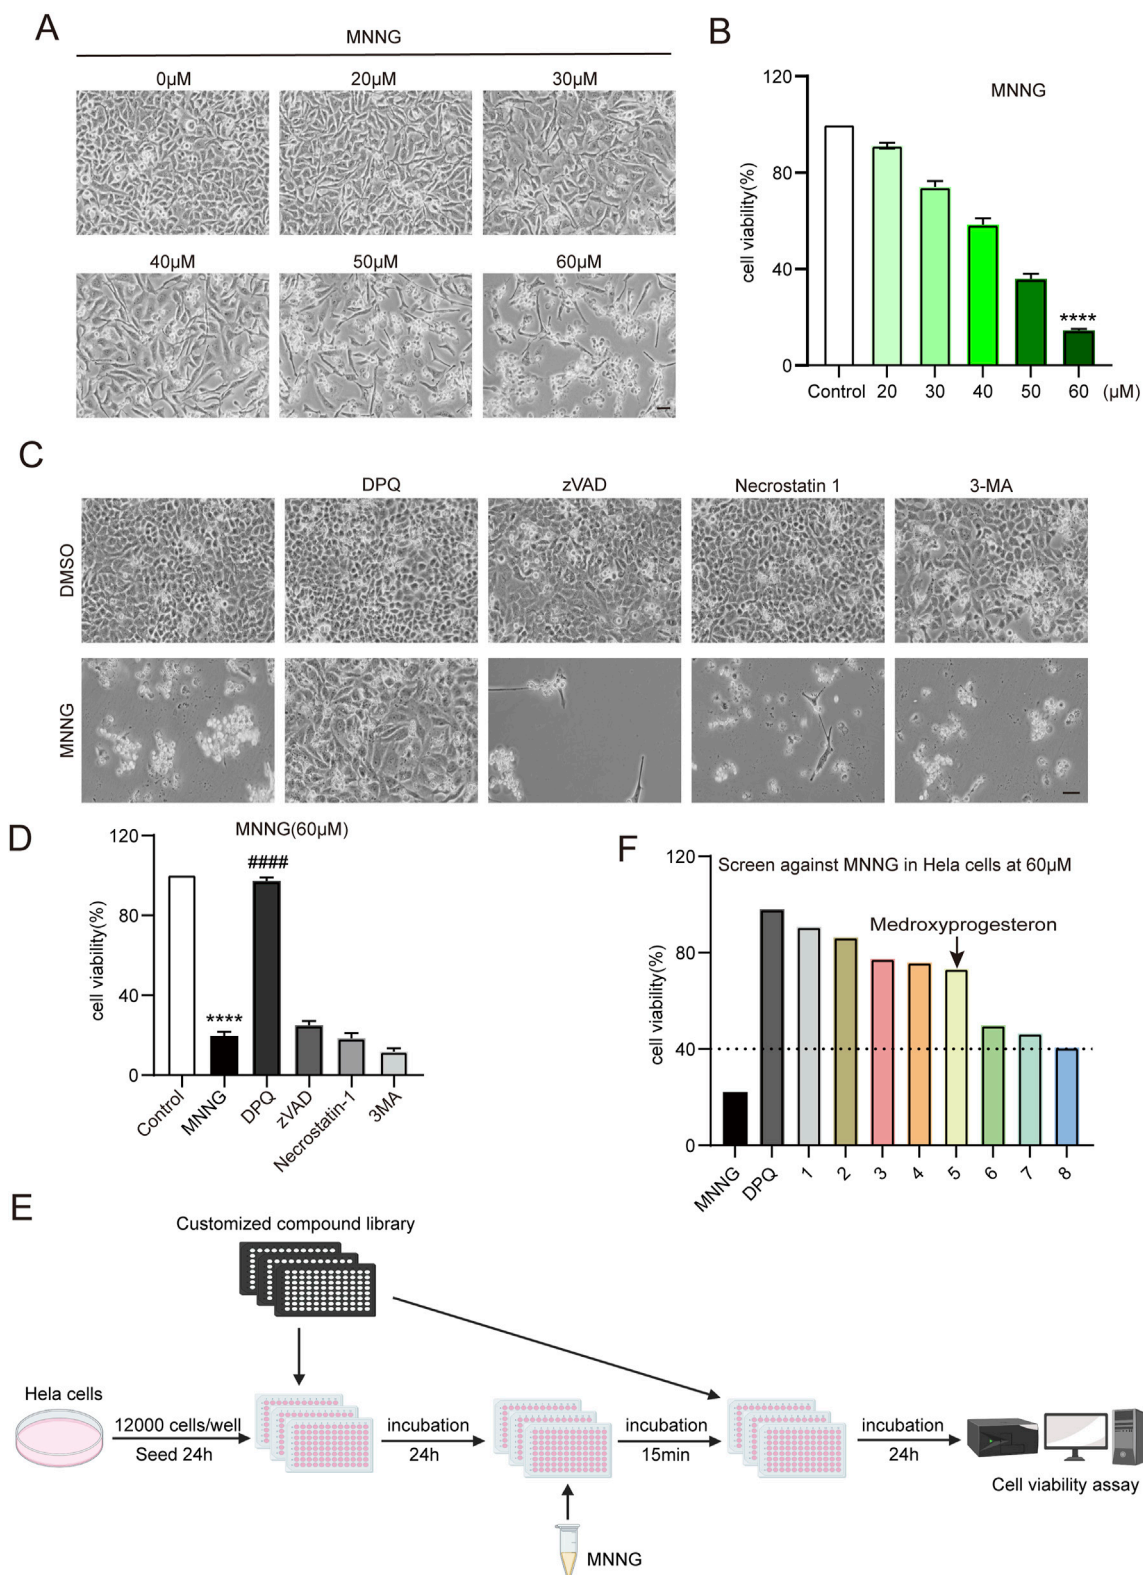 A
MNNG
0μM 20μM 30μM
40μM 50μM 60μM
B
MNNG
cell viability(%)
120
80
40
0
****
Control 20 30 40 50 60 (μM)
C
DPQ zVAD Necrostatin 1 3-MA
DMSO
MNNG
D
MNNG(60μM)
cell viability(%)
120
80
40
0
****
####
Control MNNG DPQ zVAD Necrostatin-1 3MA
F
Screen against MNNG in Hela cells at 60μM
Medroxyprogesteron
cell viability(%)
120
80
40
0
MNNG DPQ 1 2 3 4 5 6 7 8
E
Customized compound library
Hela cells
12000 cells/well
Seed 24h
incubation
24h
incubation
15min
incubation
24h
Cell viability assay
MNNG